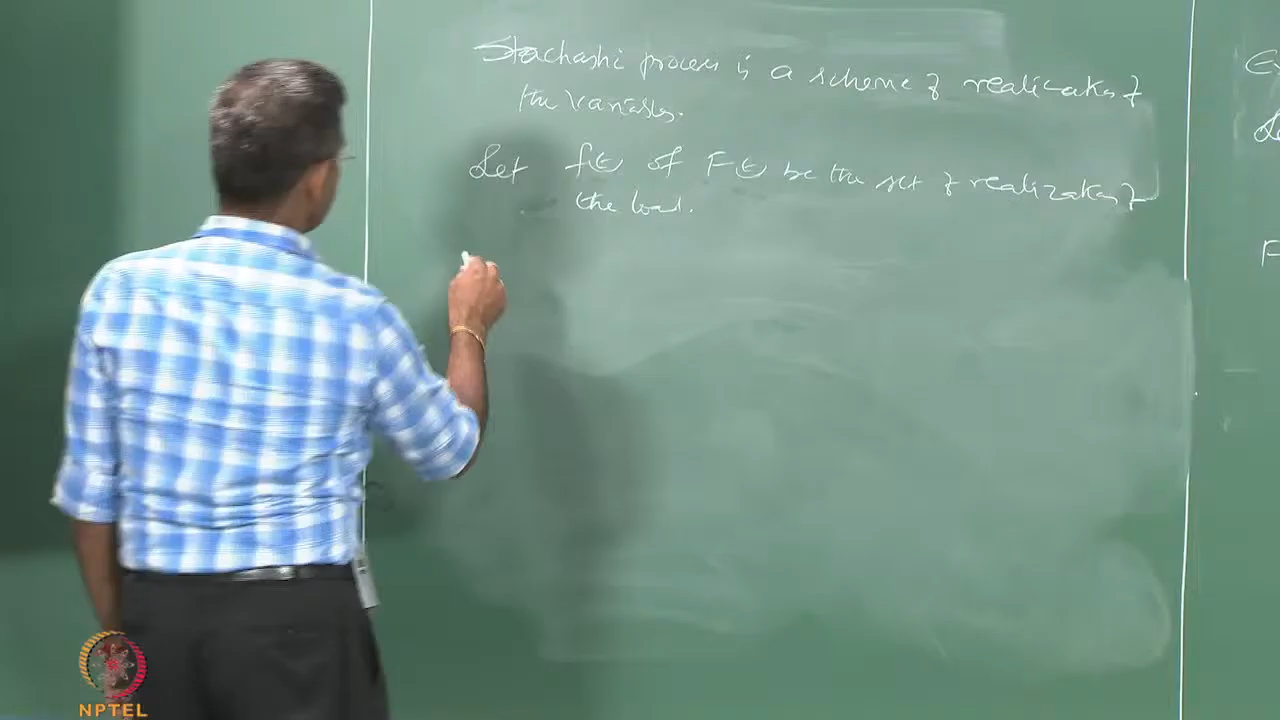 Stochastic process is a scheme of realization of
the variables.
Let f(t) of F(t) be the set of realization of
the load.
NPTEL